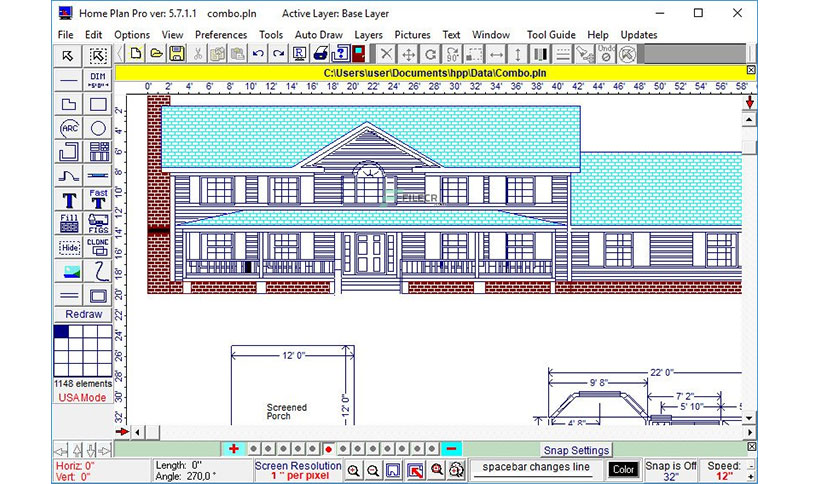 Home Plan Pro ver: 5.7.1.1 combo.pln Active Layer: Base Layer
File Edit Options View Preferences Tools Auto Draw Layers Pictures Text Window Tool Guide Help Updates
C:\Users\user\Documents\hpp\Data\Combo.pln
0' 2' 4' 6' 8' 10' 12' 14' 16' 18' 20' 22' 24' 26' 28' 30' 32' 34' 36' 38' 40' 42' 44' 46' 48' 50' 52' 54' 56' 58'
DIM
ARC
T
Fast
T
Fill
FIGS
Hide
CLONE
Redraw
1148 elements
USA Mode
2'
4'
6'
8'
10'
12'
14'
16'
18'
20'
22'
24'
26'
28'
30'
32'
FILECR
12' 0"
12' 0"
Screened
Porch
22' 0"
9' 8"
7' 2"
5' 10"
4' 8"
Snap Settings
Horiz: 0"
Vert: 0"
Length: 0"
Angle: 270,0 °
Screen Resolution
1 " per pixel
spacebar changes line
Color
Snap is Off
32"
Speed:
12"